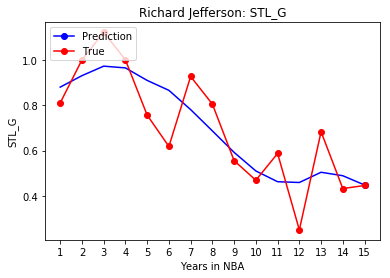 Richard Jefferson: STL_G
Prediction
True
STL_G
1.0
0.8
0.6
0.4
1 2 3 4 5 6 7 8 9 10 11 12 13 14 15
Years in NBA